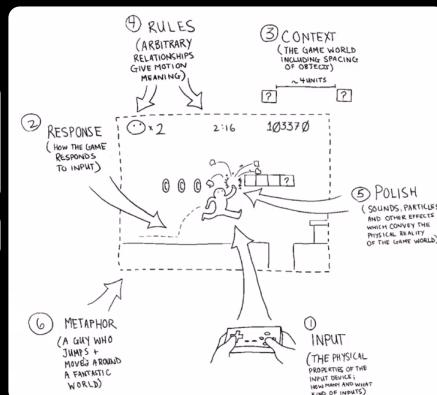 ④ RULES
(ARBITRARY
RELATIONSHIPS
GIVE MOTION
MEANING)
③ CONTEXT
(THE GAME WORLD
INCLUDING SPACING
OF OBJECTS)
~ 4 UNITS
? ?
② RESPONSE
(HOW THE GAME
RESPONDS
TO INPUT)
x 2 2:16 103370
?
⑤ POLISH
(SOUNDS, PARTICLES
AND OTHER EFFECTS
WHICH CONVEY THE
PHYSICAL REALITY
OF THE GAME WORLD)
⑥ METAPHOR
(A GUY WHO
JUMPS +
MOVES AROUND
A FANTASTIC
WORLD)
① INPUT
(THE PHYSICAL
PROPERTIES OF THE
INPUT DEVICE;
HOW MANY AND WHAT
KIND OF INPUTS)